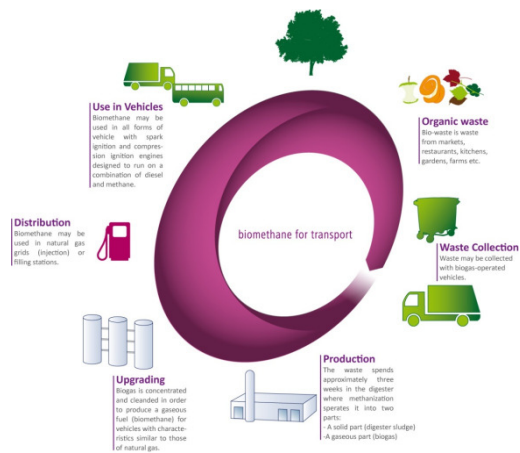 Use in Vehicles
Biomethane may be
used in all forms of
vehicle with spark
ignition and compres-
sion ignition engines
designed to run on a
combination of diesel
and methane.
Organic waste
Bio-waste is waste
from markets,
restaurants, kitchens,
gardens, farms etc.
Distribution
Biomethane may be
used in natural gas
grids (injection) or
filling stations.
biomethane for transport
Waste Collection
Waste may be collected
with biogas-operated
vehicles.
Upgrading
Biogas is concentrated
and cleanded in order
to produce a gaseous
fuel (biomethane) for
vehicles with characte-
ristics similar to those
of natural gas.
Production
The waste spends
approximately three
weeks in the digester
where methanization
sperates it into two
parts:
- A solid part (digester sludge)
-A gaseous part (biogas)